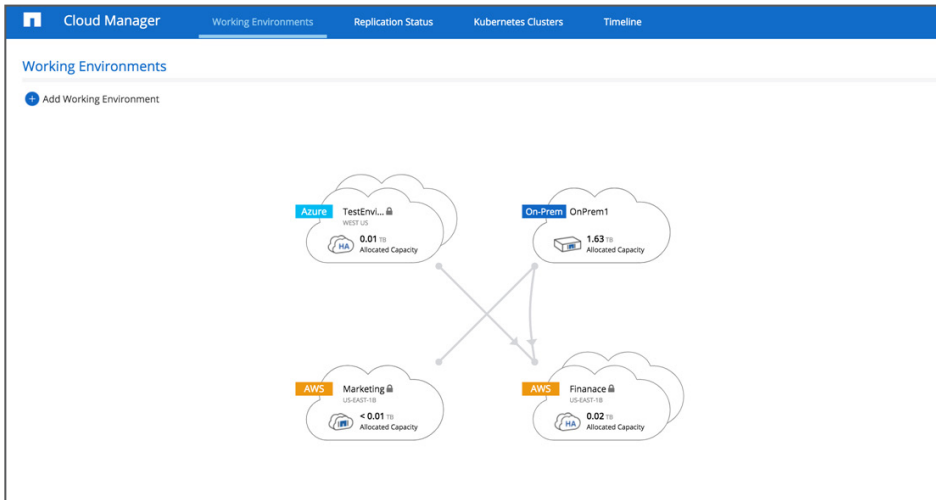 Cloud Manager Working Environments Replication Status Kubernetes Clusters Timeline
Working Environments
+ Add Working Environment
Azure TestEnvi...
WEST US
HA 0.01 TB
Allocated Capacity
On-Prem OnPrem1
1.63 TB
Allocated Capacity
AWS Marketing
US-EAST-1B
< 0.01 TB
Allocated Capacity
AWS Finanace
US-EAST-1B
HA 0.02 TB
Allocated Capacity